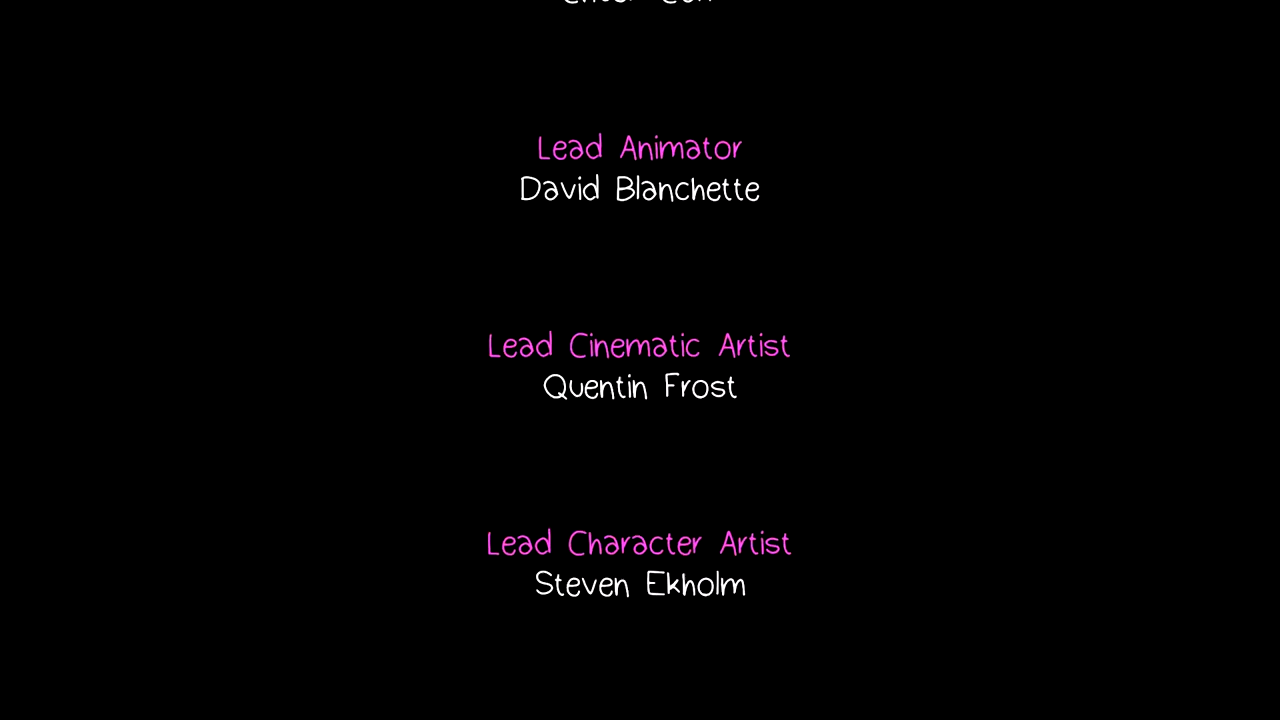 Lead Animator
David Blanchette
Lead Cinematic Artist
Quentin Frost
Lead Character Artist
Steven Ekholm